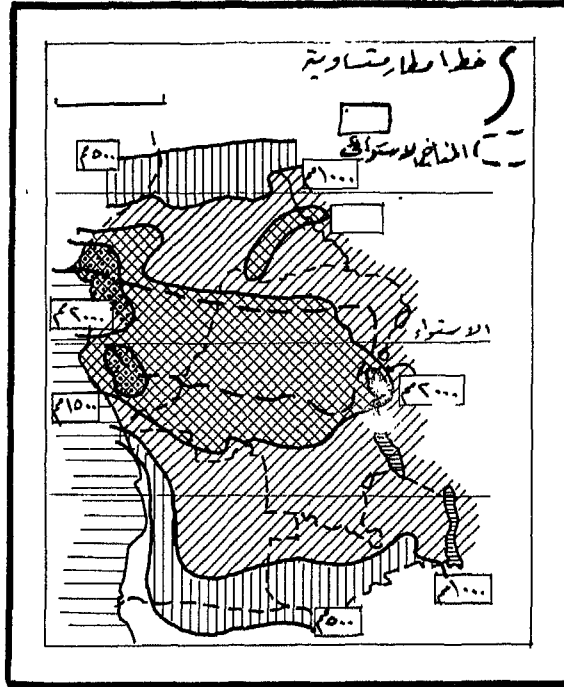 خط امطار متساوية
المناخ الاستوائي
٥٠٠م
١٠٠٠م
الاستواء
٢٠٠٠م
٢٠٠٠م
١٥٠٠م
١٠٠٠م
٥٠٠م